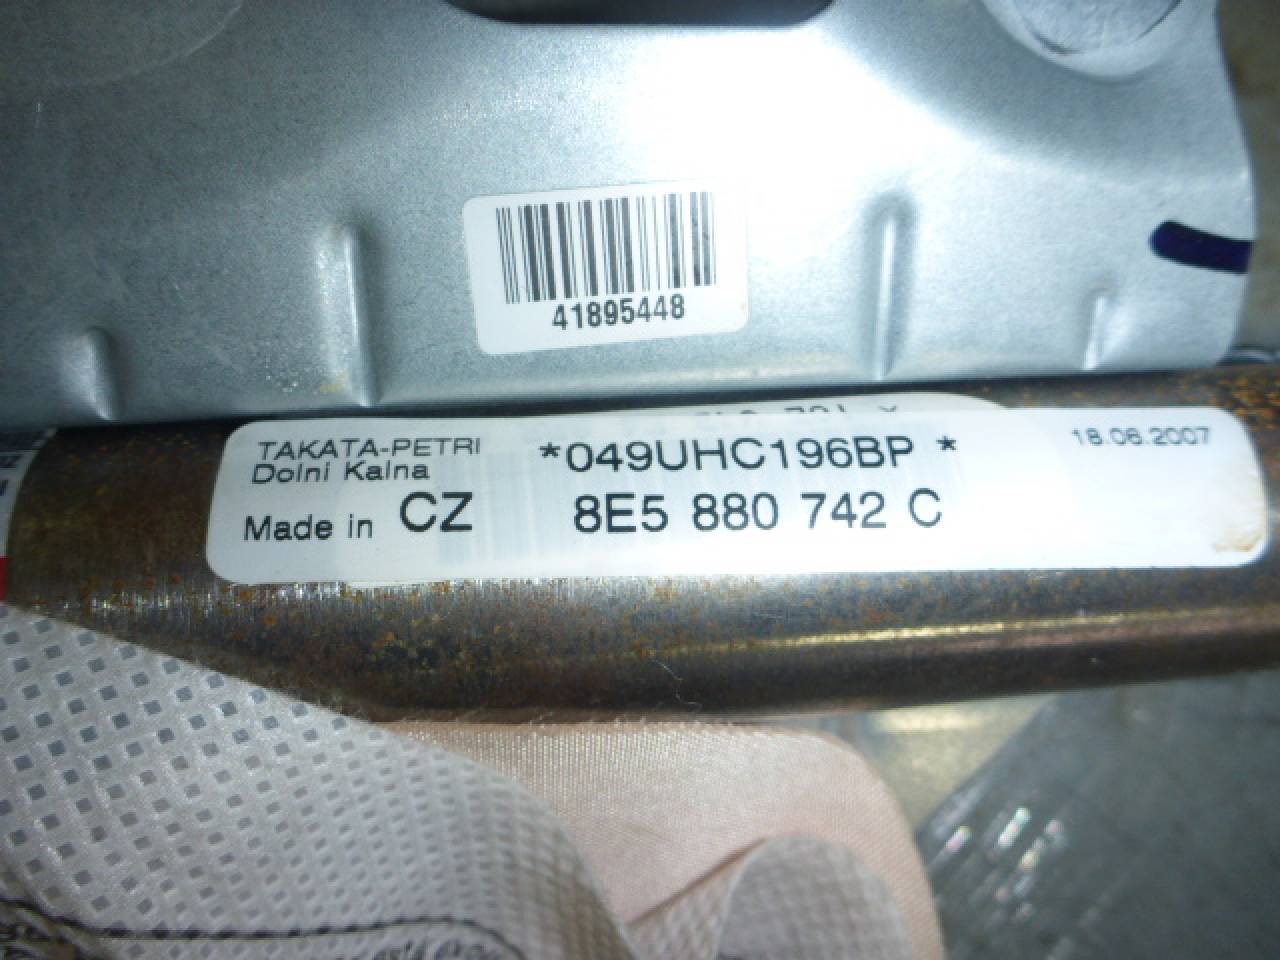 41895448
TAKATA-PETRI *049UHC196BP * 18.06.2007
Dolni Kalna
Made in CZ 8E5 880 742 C